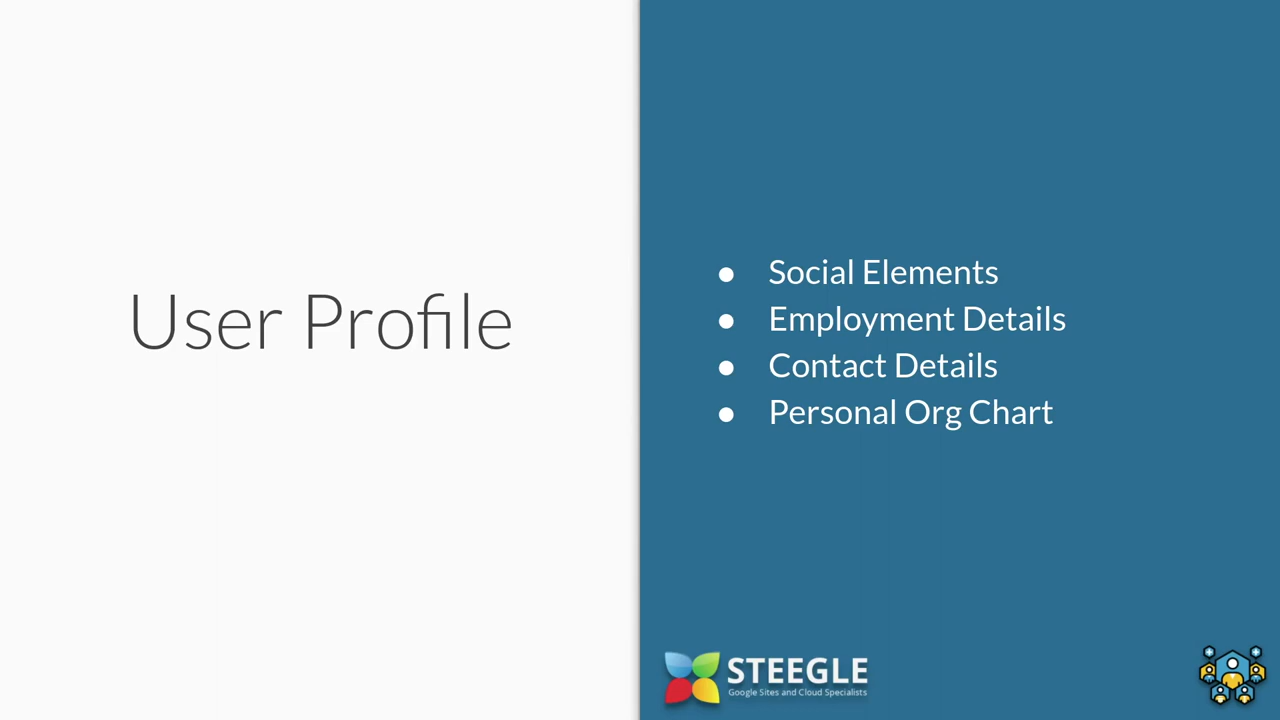 User Profile
● Social Elements
● Employment Details
● Contact Details
● Personal Org Chart
STEEGLE
Google Sites and Cloud Specialists